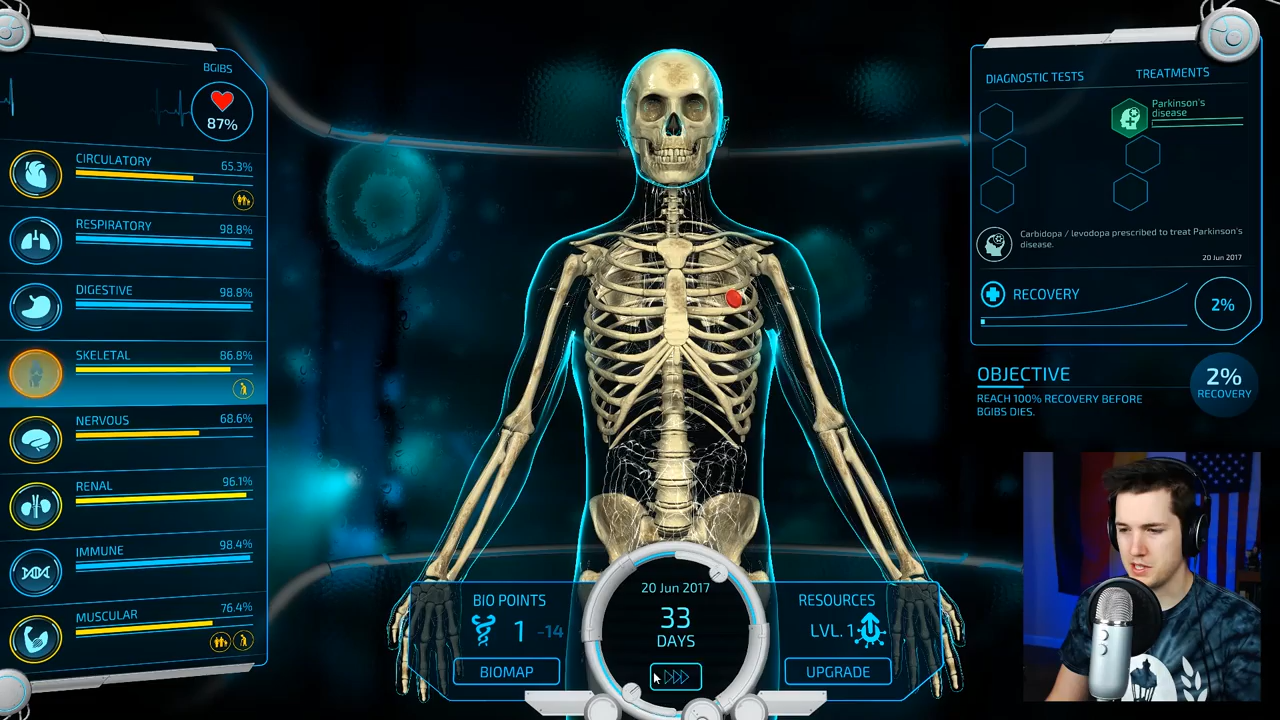 BGIBS
87%
CIRCULATORY 65.3%
RESPIRATORY 98.8%
DIGESTIVE 98.8%
SKELETAL 86.8%
NERVOUS 68.6%
RENAL 96.1%
IMMUNE 98.4%
MUSCULAR 76.4%
DIAGNOSTIC TESTS TREATMENTS
Parkinson's
disease
Carbidopa / levodopa prescribed to treat Parkinson's
disease.
20 Jun 2017
RECOVERY 2%
OBJECTIVE
REACH 100% RECOVERY BEFORE
BGIBS DIES.
2%
RECOVERY
BIO POINTS
1 -14
BIOMAP
20 Jun 2017
33
DAYS
RESOURCES
LVL. 1
UPGRADE